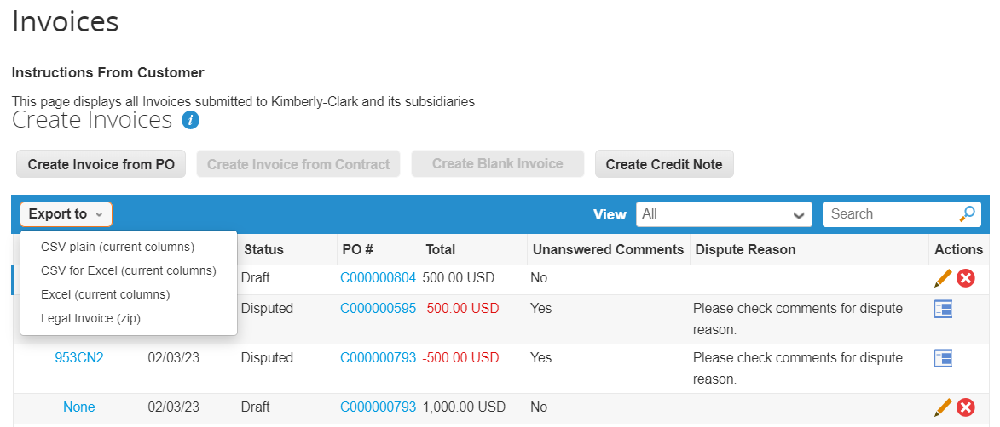 Invoices
Instructions From Customer
This page displays all Invoices submitted to Kimberly-Clark and its subsidiaries
Create Invoices i
Create Invoice from PO Create Invoice from Contract Create Blank Invoice Create Credit Note
Export to View All Search
CSV plain (current columns)
CSV for Excel (current columns)
Excel (current columns)
Legal Invoice (zip)
Status PO # Total Unanswered Comments Dispute Reason Actions
Draft C000000804 500.00 USD No
Disputed C000000595 -500.00 USD Yes Please check comments for dispute
reason.
953CN2 02/03/23 Disputed C000000793 -500.00 USD Yes Please check comments for dispute
reason.
None 02/03/23 Draft C000000793 1,000.00 USD No